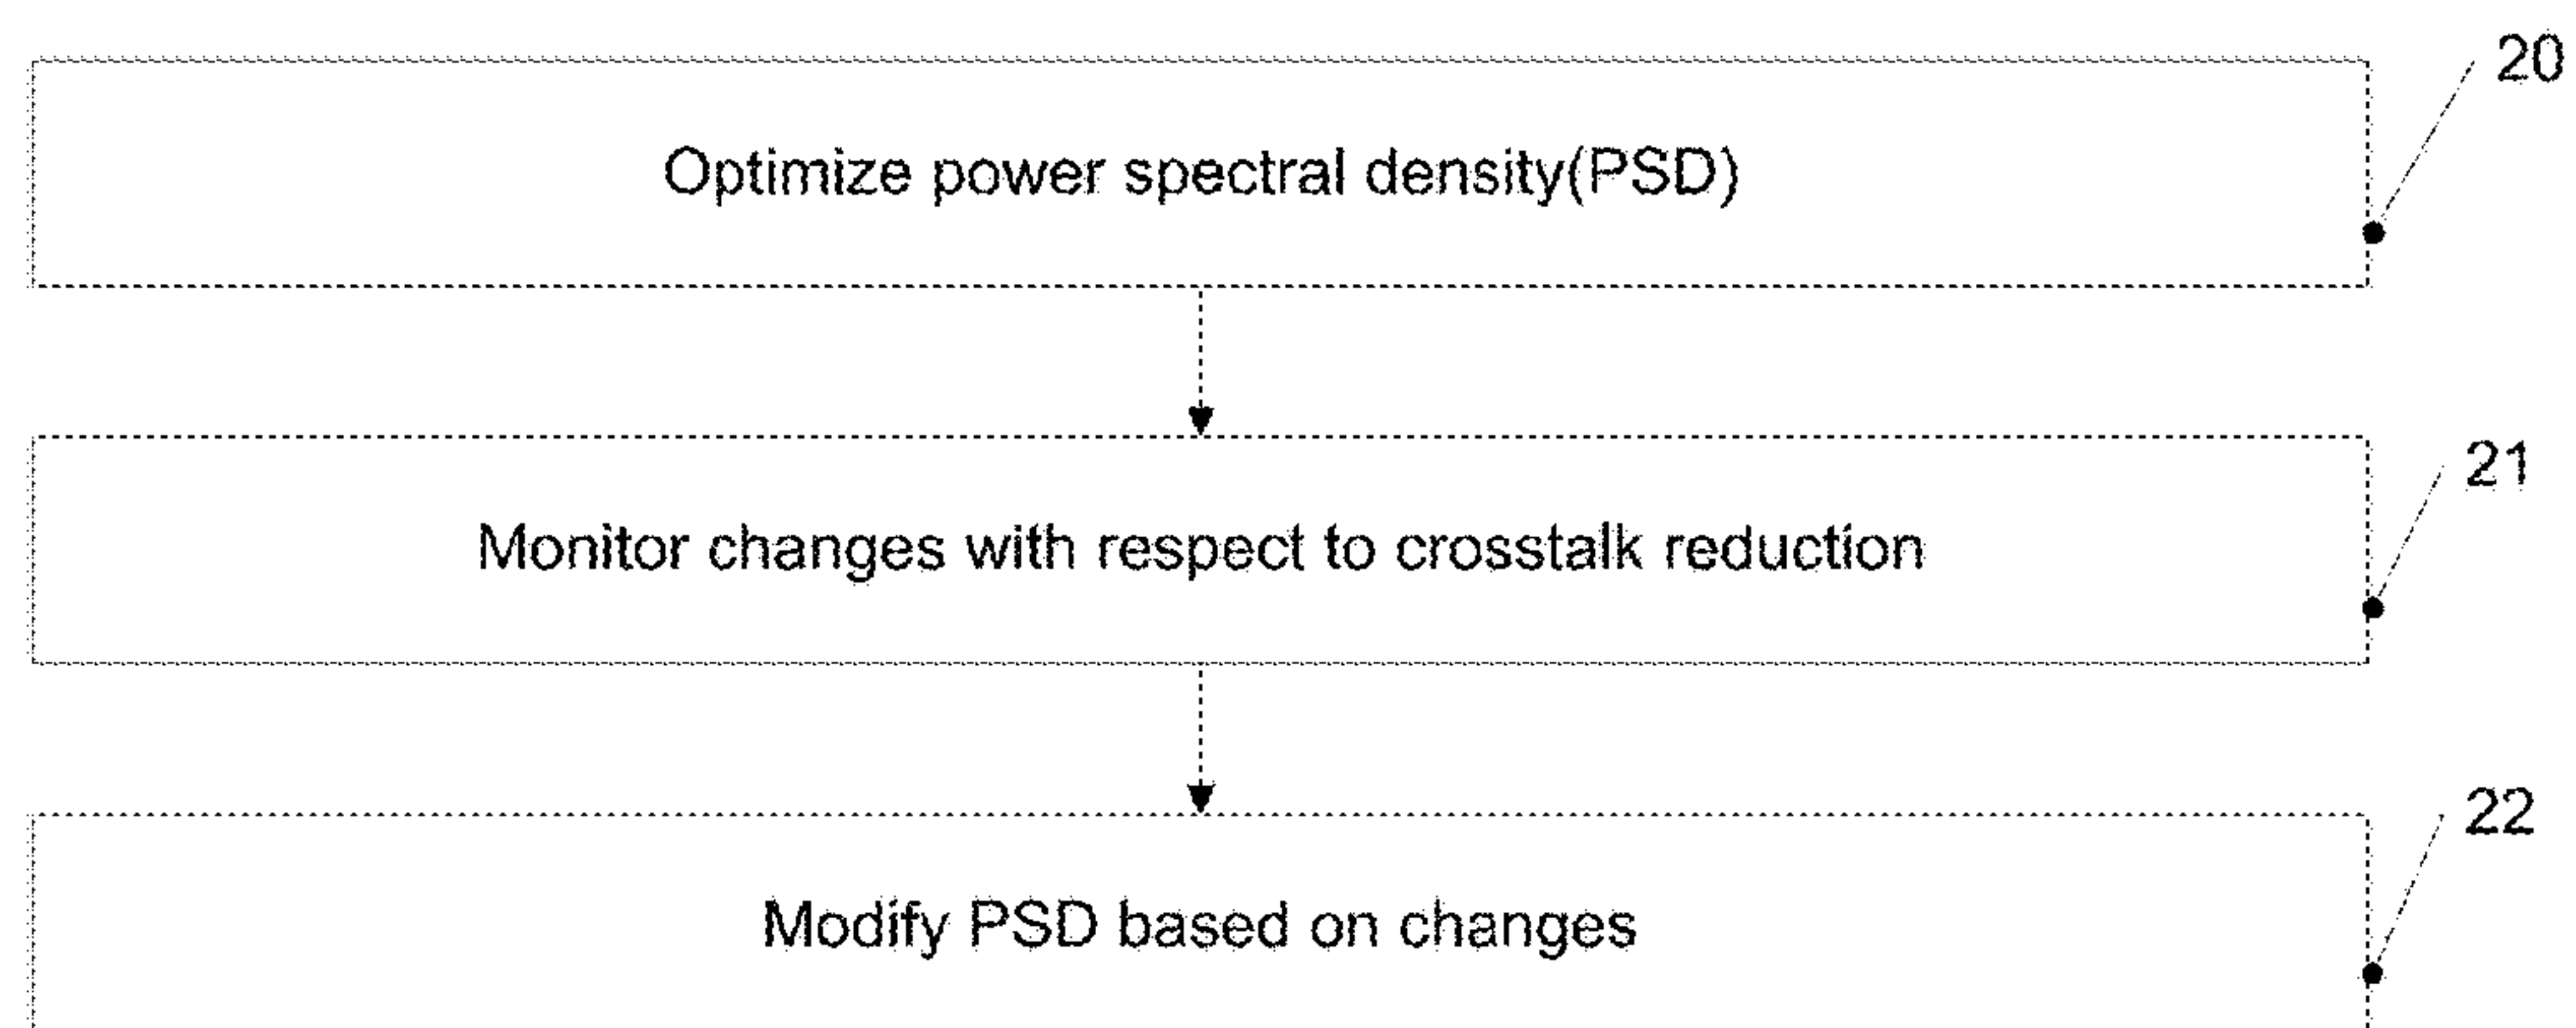 20
Optimize power spectral density(PSD)
21
Monitor changes with respect to crosstalk reduction
22
Modify PSD based on changes